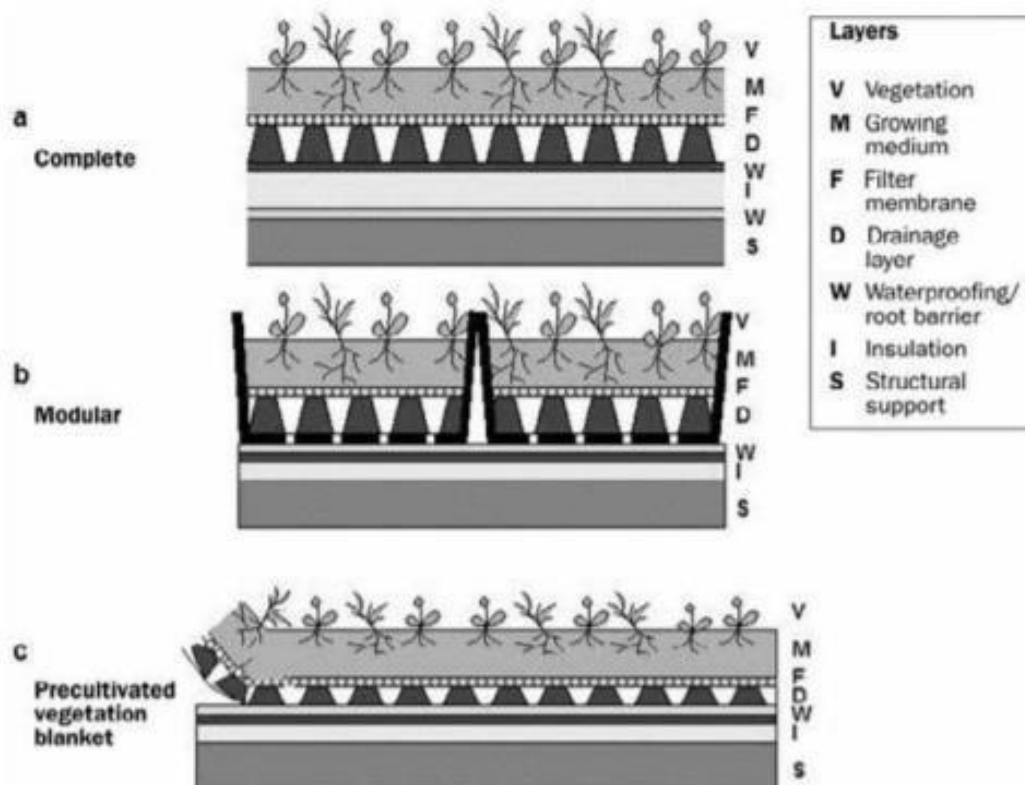 a
Complete
V
M
F
D
W
I
W
S
b
Modular
V
M
F
D
W
I
S
c
Precultivated
vegetation
blanket
V
M
F
D
W
I
S
Layers
V Vegetation
M Growing
medium
F Filter
membrane
D Drainage
layer
W Waterproofing/
root barrier
I Insulation
S Structural
support